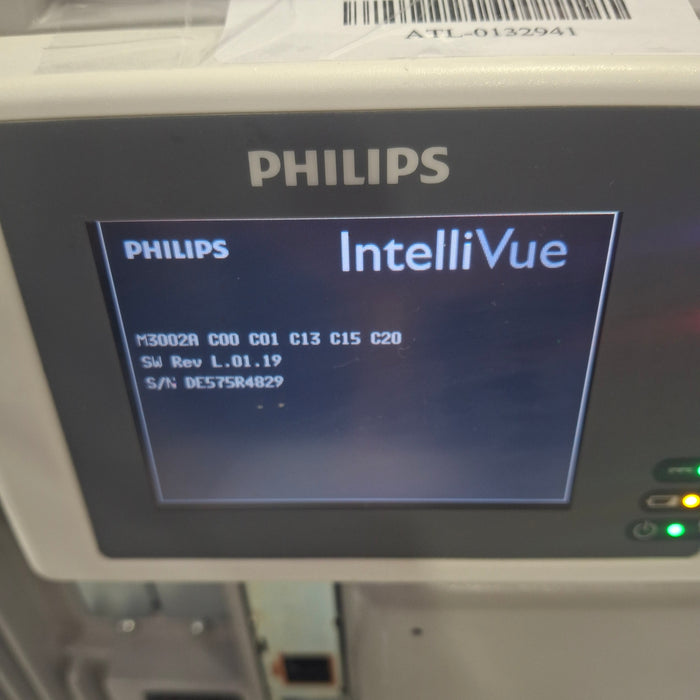 ATL-0132941
PHILIPS
PHILIPS IntelliVue
M3002A C00 C01 C13 C15 C20
SW Rev L.01.19
S/N DE575R4829